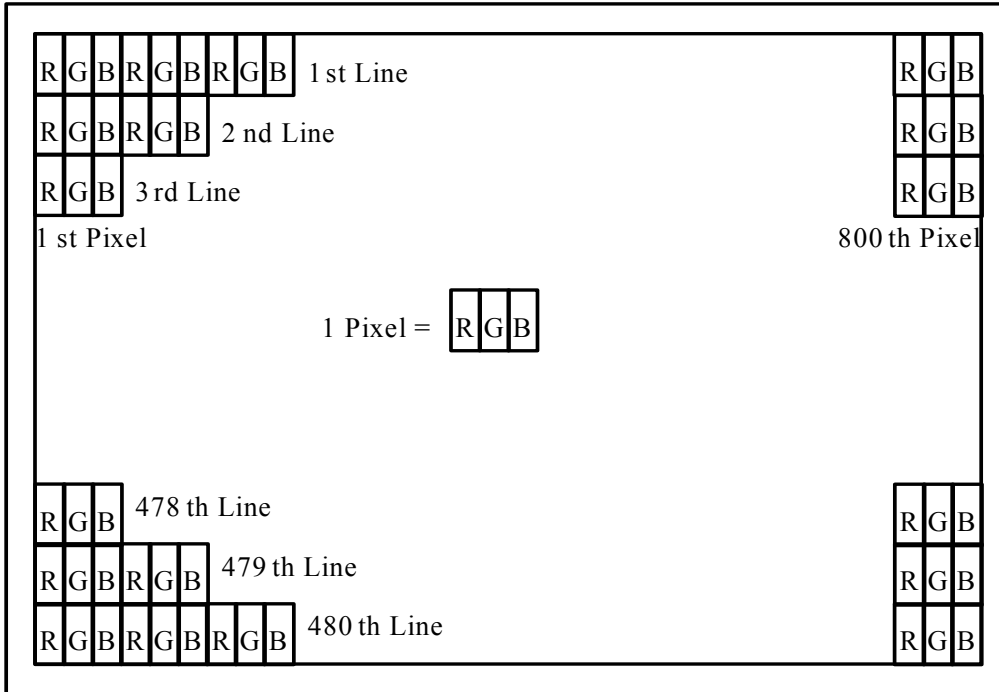 R G B R G B R G B 1 st Line R G B
R G B R G B 2 nd Line R G B
R G B 3 rd Line R G B
1 st Pixel 800 th Pixel
1 Pixel = R G B
R G B 478 th Line R G B
R G B R G B 479 th Line R G B
R G B R G B R G B 480 th Line R G B